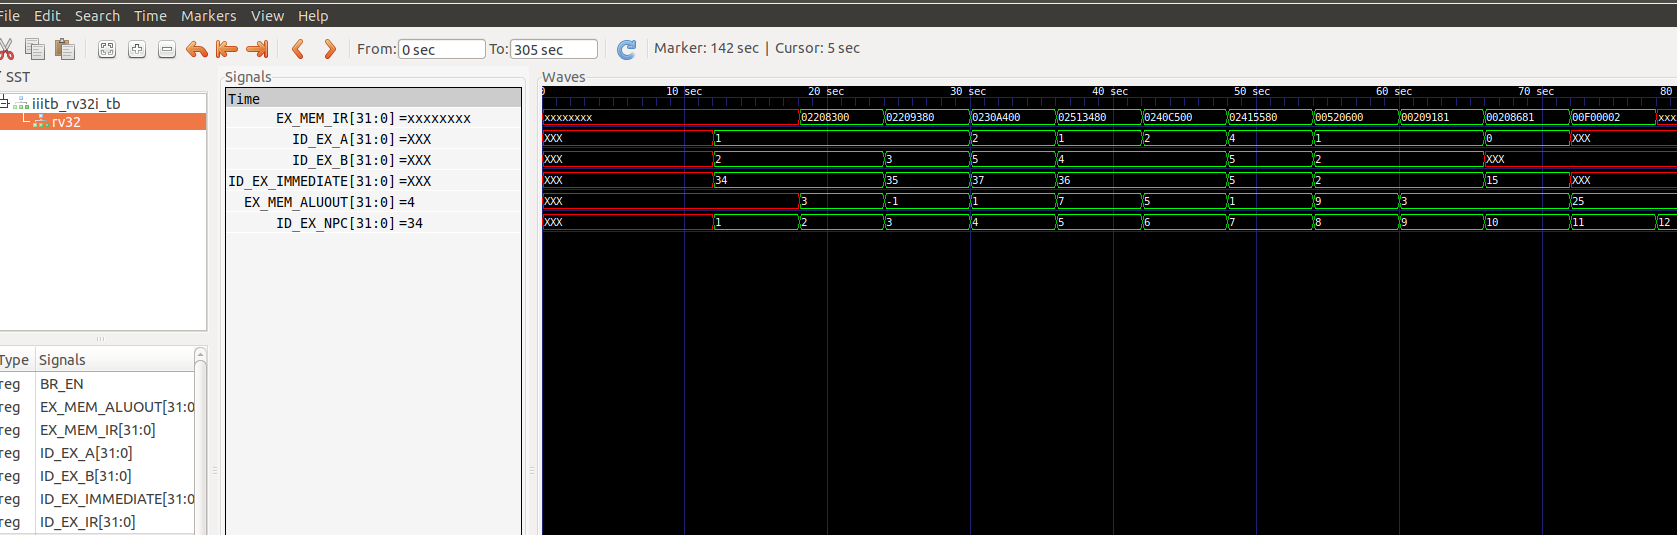 File Edit Search Time Markers View Help
From: 0 sec To: 305 sec Marker: 142 sec | Cursor: 5 sec
SST
iiitb_rv32i_tb
rv32
Type Signals
reg BR_EN
reg EX_MEM_ALUOUT[31:0
reg EX_MEM_IR[31:0]
reg ID_EX_A[31:0]
reg ID_EX_B[31:0]
reg ID_EX_IMMEDIATE[31:0
reg ID_EX_IR[31:0]
Signals
Time
EX_MEM_IR[31:0] =xxxxxxxx
ID_EX_A[31:0] =XXX
ID_EX_B[31:0] =XXX
ID_EX_IMMEDIATE[31:0] =XXX
EX_MEM_ALUOUT[31:0] =4
ID_EX_NPC[31:0] =34
Waves
0 10 sec 20 sec 30 sec 40 sec 50 sec 60 sec 70 sec 80
xxxxxxxx 02208300 02209380 0230A400 02513480 0240C500 02415580 00520600 00209181 00208681 00F00002 xxx
XXX 1 2 1 2 4 1 0 XXX
XXX 2 3 5 4 5 2 XXX
XXX 34 35 37 36 5 2 15 XXX
XXX 3 -1 1 7 5 1 9 3 25
XXX 1 2 3 4 5 6 7 8 9 10 11 12